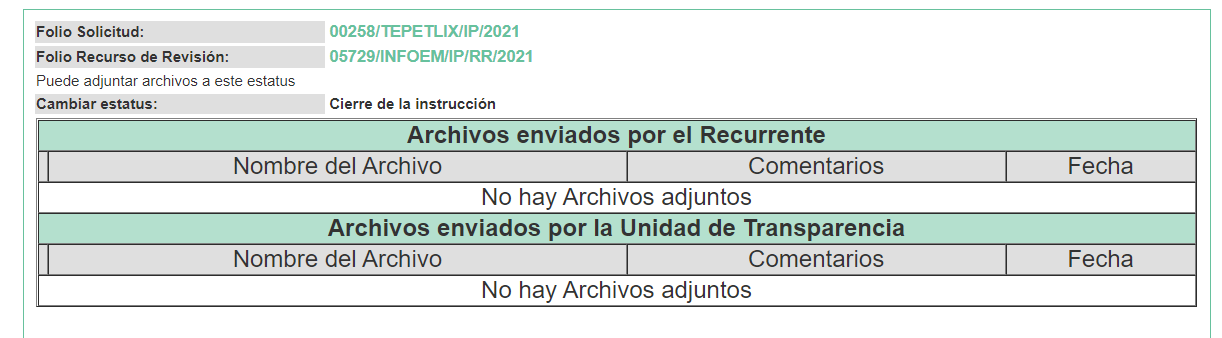 Folio Solicitud: 00258/TEPETLIX/IP/2021
Folio Recurso de Revisión: 05729/INFOEM/IP/RR/2021
Puede adjuntar archivos a este estatus
Cambiar estatus: Cierre de la instrucción
Archivos enviados por el Recurrente
Nombre del Archivo Comentarios Fecha
No hay Archivos adjuntos
Archivos enviados por la Unidad de Transparencia
Nombre del Archivo Comentarios Fecha
No hay Archivos adjuntos